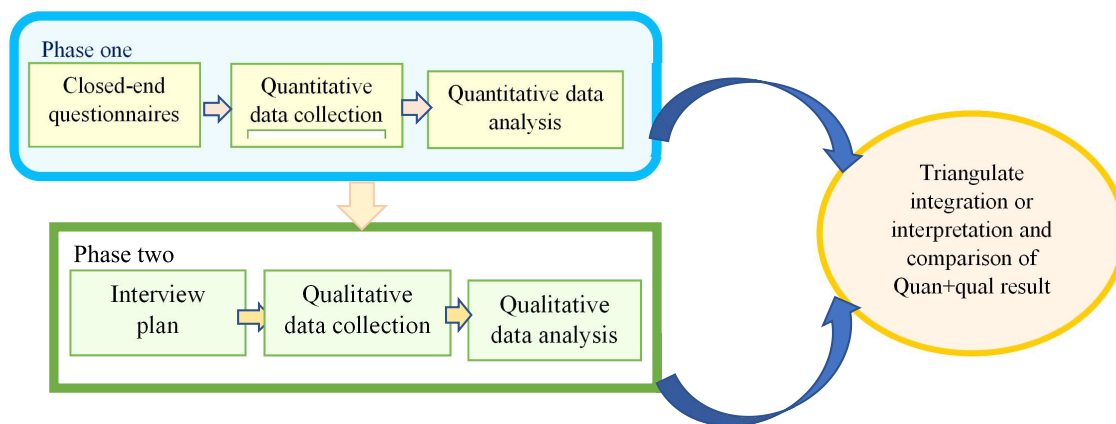 Phase one
Closed-end
questionnaires
Quantitative
data collection
Quantitative data
analysis
Phase two
Interview
plan
Qualitative
data collection
Qualitative
data analysis
Triangulate
integration or
interpretation and
comparison of
Quan+qual result